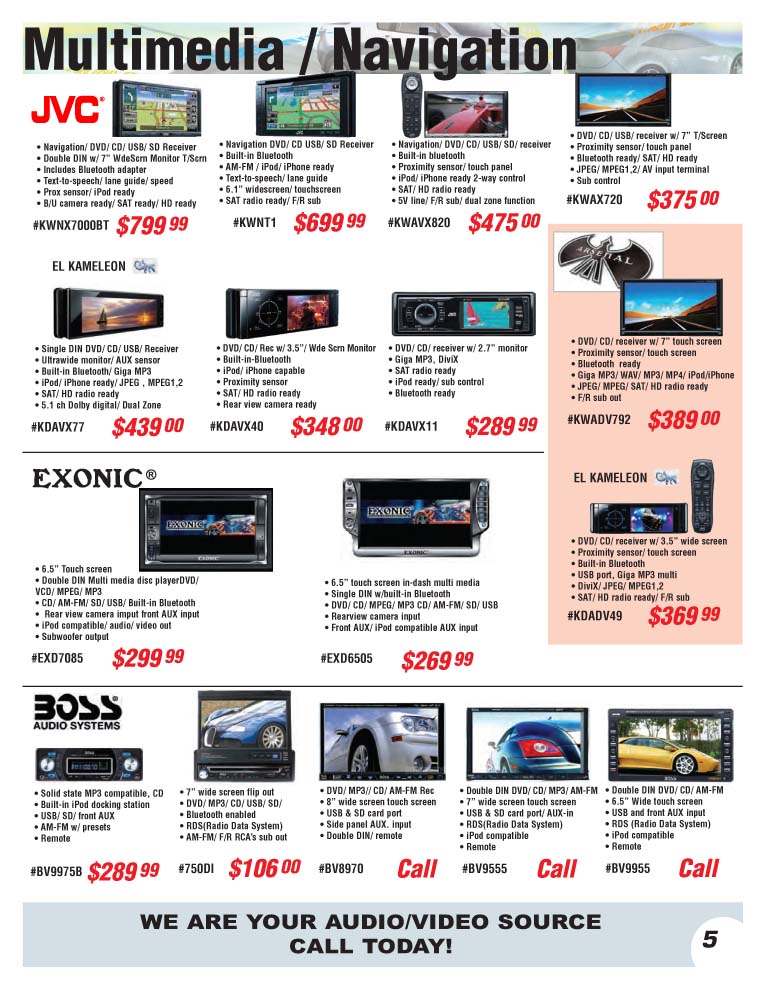 Multimedia / Navigation
JVC®
• Navigation/ DVD/ CD/ USB/ SD Receiver
• Double DIN w/ 7” WdeScrn Monitor T/Scrn
• Includes Bluetooth adapter
• Text-to-speech/ lane guide/ speed
• Prox sensor/ iPod ready
• B/U camera ready/ SAT ready/ HD ready
#KWNX7000BT $799 99
• Navigation DVD/ CD USB/ SD Receiver
• Built-in Bluetooth
• AM-FM / iPod/ iPhone ready
• Text-to-speech/ lane guide
• 6.1” widescreen/ touchscreen
• SAT radio ready/ F/R sub
#KWNT1 $699 99
• Navigation/ DVD/ CD/ USB/ SD/ receiver
• Built-in bluetooth
• Proximity sensor/ touch panel
• iPod/ iPhone ready 2-way control
• SAT/ HD radio ready
• 5V line/ F/R sub/ dual zone function
#KWAVX820 $475 00
• DVD/ CD/ USB/ receiver w/ 7” T/Screen
• Proximity sensor/ touch panel
• Bluetooth ready/ SAT/ HD ready
• JPEG/ MPEG1,2/ AV input terminal
• Sub control
#KWAX720 $375 00
EL KAMELEON
• Single DIN DVD/ CD/ USB/ Receiver
• Ultrawide monitor/ AUX sensor
• Built-in Bluetooth/ Giga MP3
• iPod/ iPhone ready/ JPEG , MPEG1,2
• SAT/ HD radio ready
• 5.1 ch Dolby digital/ Dual Zone
#KDAVX77 $439 00
• DVD/ CD/ Rec w/ 3.5”/ Wde Scrn Monitor
• Built-in-Bluetooth
• iPod/ iPhone capable
• Proximity sensor
• SAT/ HD radio ready
• Rear view camera ready
#KDAVX40 $348 00
• DVD/ CD/ receiver w/ 2.7” monitor
• Giga MP3, DiviX
• SAT radio ready
• iPod ready/ sub control
• Bluetooth ready
#KDAVX11 $289 99
ARSENAL
• DVD/ CD/ receiver w/ 7” touch screen
• Proximity sensor/ touch screen
• Bluetooth ready
• Giga MP3/ WAV/ MP3/ MP4/ iPod/iPhone
• JPEG/ MPEG/ SAT/ HD radio ready
• F/R sub out
#KWADV792 $389 00
EL KAMELEON
• DVD/ CD/ receiver w/ 3.5” wide screen
• Proximity sensor/ touch screen
• Built-in Bluetooth
• USB port, Giga MP3 multi
• DiviX/ JPEG/ MPEG1,2
• SAT/ HD radio ready/ F/R sub
#KDADV49 $369 99
EXONIC®
EXONIC
EXONIC
• 6.5” Touch screen
• Double DIN Multi media disc playerDVD/
VCD/ MPEG/ MP3
• CD/ AM-FM/ SD/ USB/ Built-in Bluetooth
• Rear view camera imput front AUX input
• iPod compatible/ audio/ video out
• Subwoofer output
#EXD7085 $299 99
EXONIC
EXONIC
• 6.5” touch screen in-dash multi media
• Single DIN w/built-in Bluetooth
• DVD/ CD/ MPEG/ MP3 CD/ AM-FM/ SD/ USB
• Rearview camera input
• Front AUX/ iPod compatible AUX input
#EXD6505 $269 99
BOSS
AUDIO SYSTEMS
• Solid state MP3 compatible, CD
• Built-in iPod docking station
• USB/ SD/ front AUX
• AM-FM w/ presets
• Remote
#BV9975B $289 99
• 7” wide screen flip out
• DVD/ MP3/ CD/ USB/ SD/
• Bluetooth enabled
• RDS(Radio Data System)
• AM-FM/ F/R RCA’s sub out
#750DI $106 00
• DVD/ MP3// CD/ AM-FM Rec
• 8” wide screen touch screen
• USB & SD card port
• Side panel AUX. input
• Double DIN/ remote
#BV8970 Call
• Double DIN DVD/ CD/ MP3/ AM-FM
• 7” wide screen touch screen
• USB & SD card port/ AUX-in
• RDS(Radio Data System)
• iPod compatible
• Remote
#BV9555 Call
• Double DIN DVD/ CD/ AM-FM
• 6.5” Wide touch screen
• USB and front AUX input
• RDS (Radio Data System)
• iPod compatible
• Remote
#BV9955 Call
WE ARE YOUR AUDIO/VIDEO SOURCE
CALL TODAY!
5